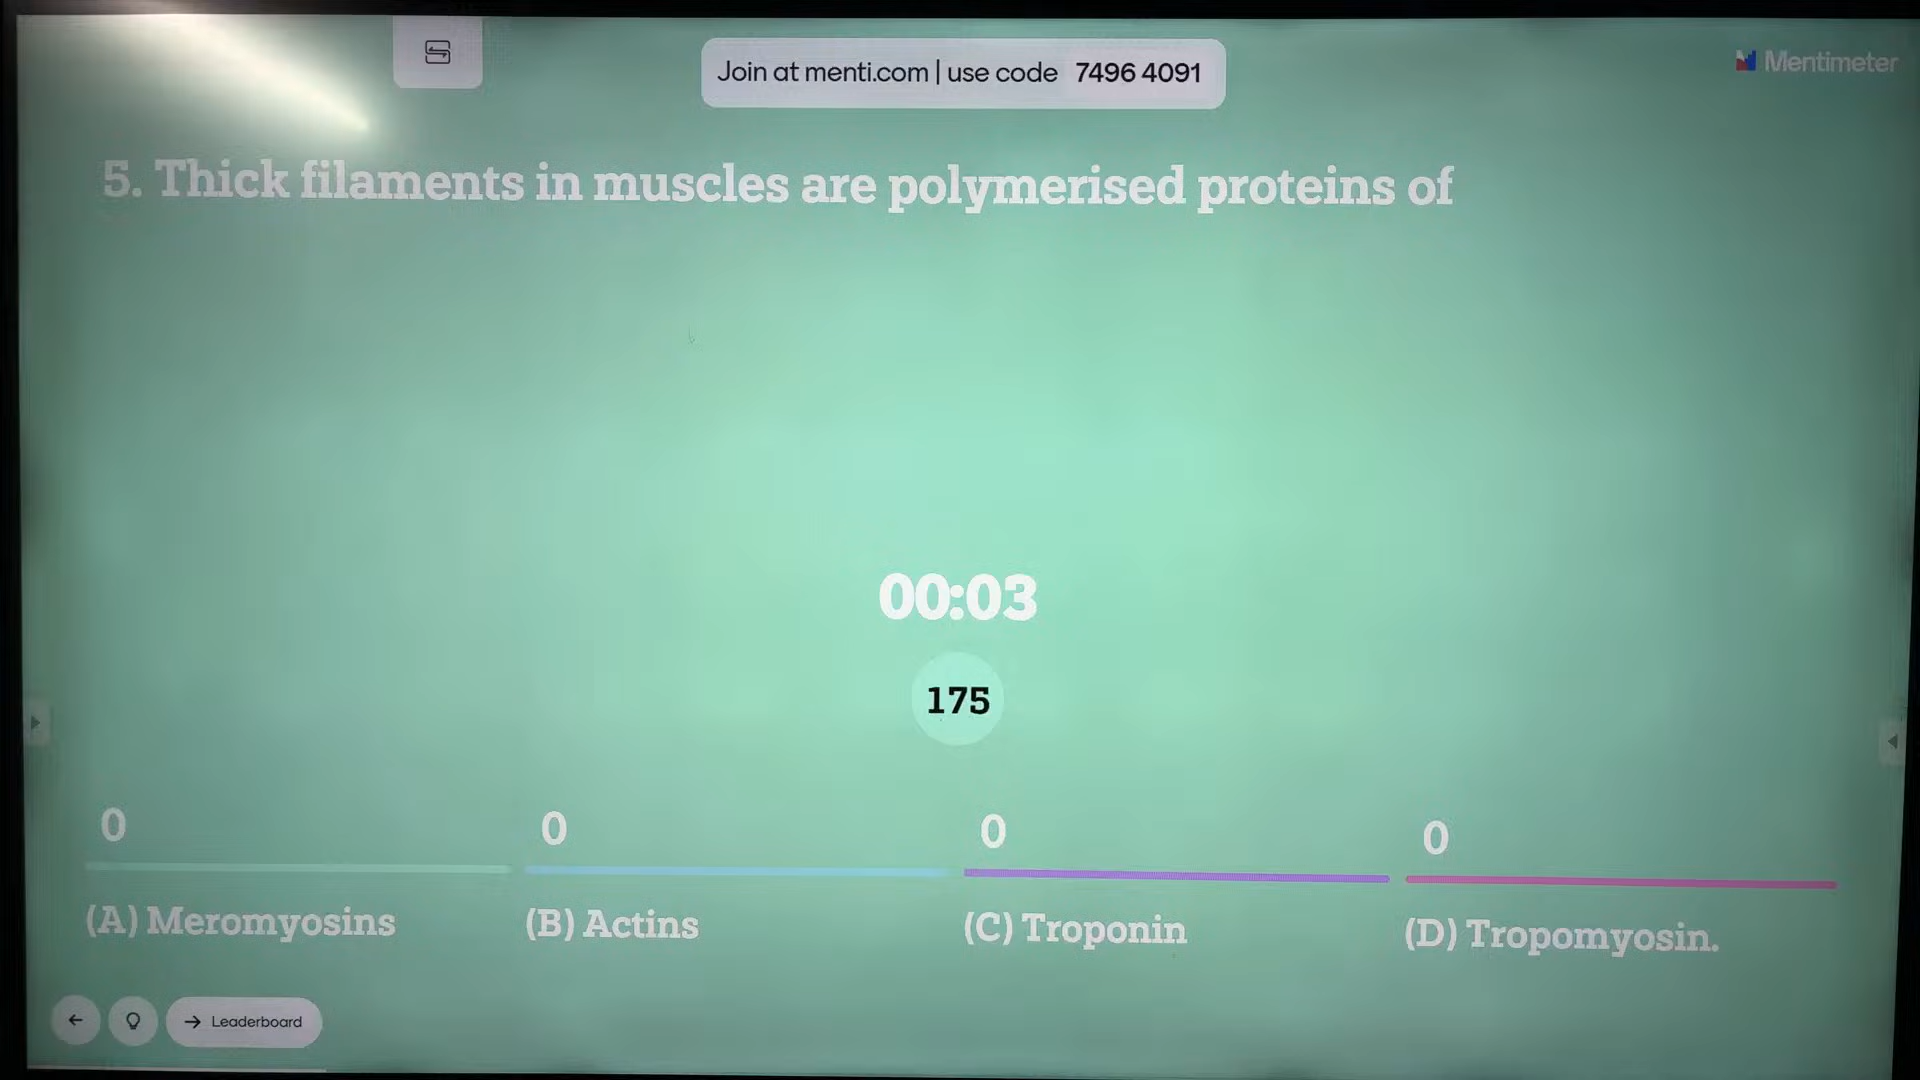 Join at menti.com | use code 7496 4091
Mentimeter
5. Thick filaments in muscles are polymerised proteins of
00:03
175
0
0
0
0
(A) Meromyosins
(B) Actins
(C) Troponin
(D) Tropomyosin.
Leaderboard